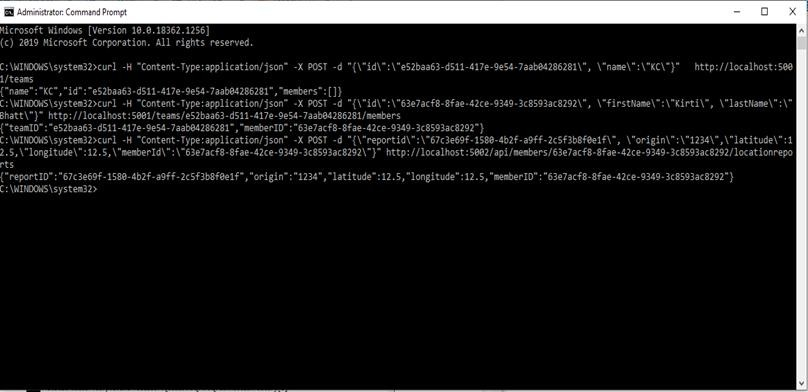 Administrator: Command Prompt
Microsoft Windows [Version 10.0.18362.1256]
(c) 2019 Microsoft Corporation. All rights reserved.
C:\WINDOWS\system32>curl -H "Content-Type:application/json" -X POST -d "{\"id\":\"e52baa63-d511-417e-9e54-7aab04286281\", \"name\":\"KC\"}"   http://localhost:500
1/teams
{"name":"KC","id":"e52baa63-d511-417e-9e54-7aab04286281","members":[]}
C:\WINDOWS\system32>curl -H "Content-Type:application/json" -X POST -d "{\"id\":\"63e7acf8-8fae-42ce-9349-3c8593ac8292\", \"firstName\":\"Kirti\", \"lastName\":\"
Bhatt\"}" http://localhost:5001/teams/e52baa63-d511-417e-9e54-7aab04286281/members
{"teamID":"e52baa63-d511-417e-9e54-7aab04286281","memberID":"63e7acf8-8fae-42ce-9349-3c8593ac8292"}
C:\WINDOWS\system32>curl -H "Content-Type:application/json" -X POST -d "{\"reportid\":\"67c3e69f-1580-4b2f-a9ff-2c5f3b8f0e1f\", \"origin\":\"1234\",\"latitude\":1
2.5,\"longitude\":12.5,\"memberId\":\"63e7acf8-8fae-42ce-9349-3c8593ac8292\"}" http://localhost:5002/api/members/63e7acf8-8fae-42ce-9349-3c8593ac8292/locationrepo
rts
{"reportID":"67c3e69f-1580-4b2f-a9ff-2c5f3b8f0e1f","origin":"1234","latitude":12.5,"longitude":12.5,"memberID":"63e7acf8-8fae-42ce-9349-3c8593ac8292"}
C:\WINDOWS\system32>